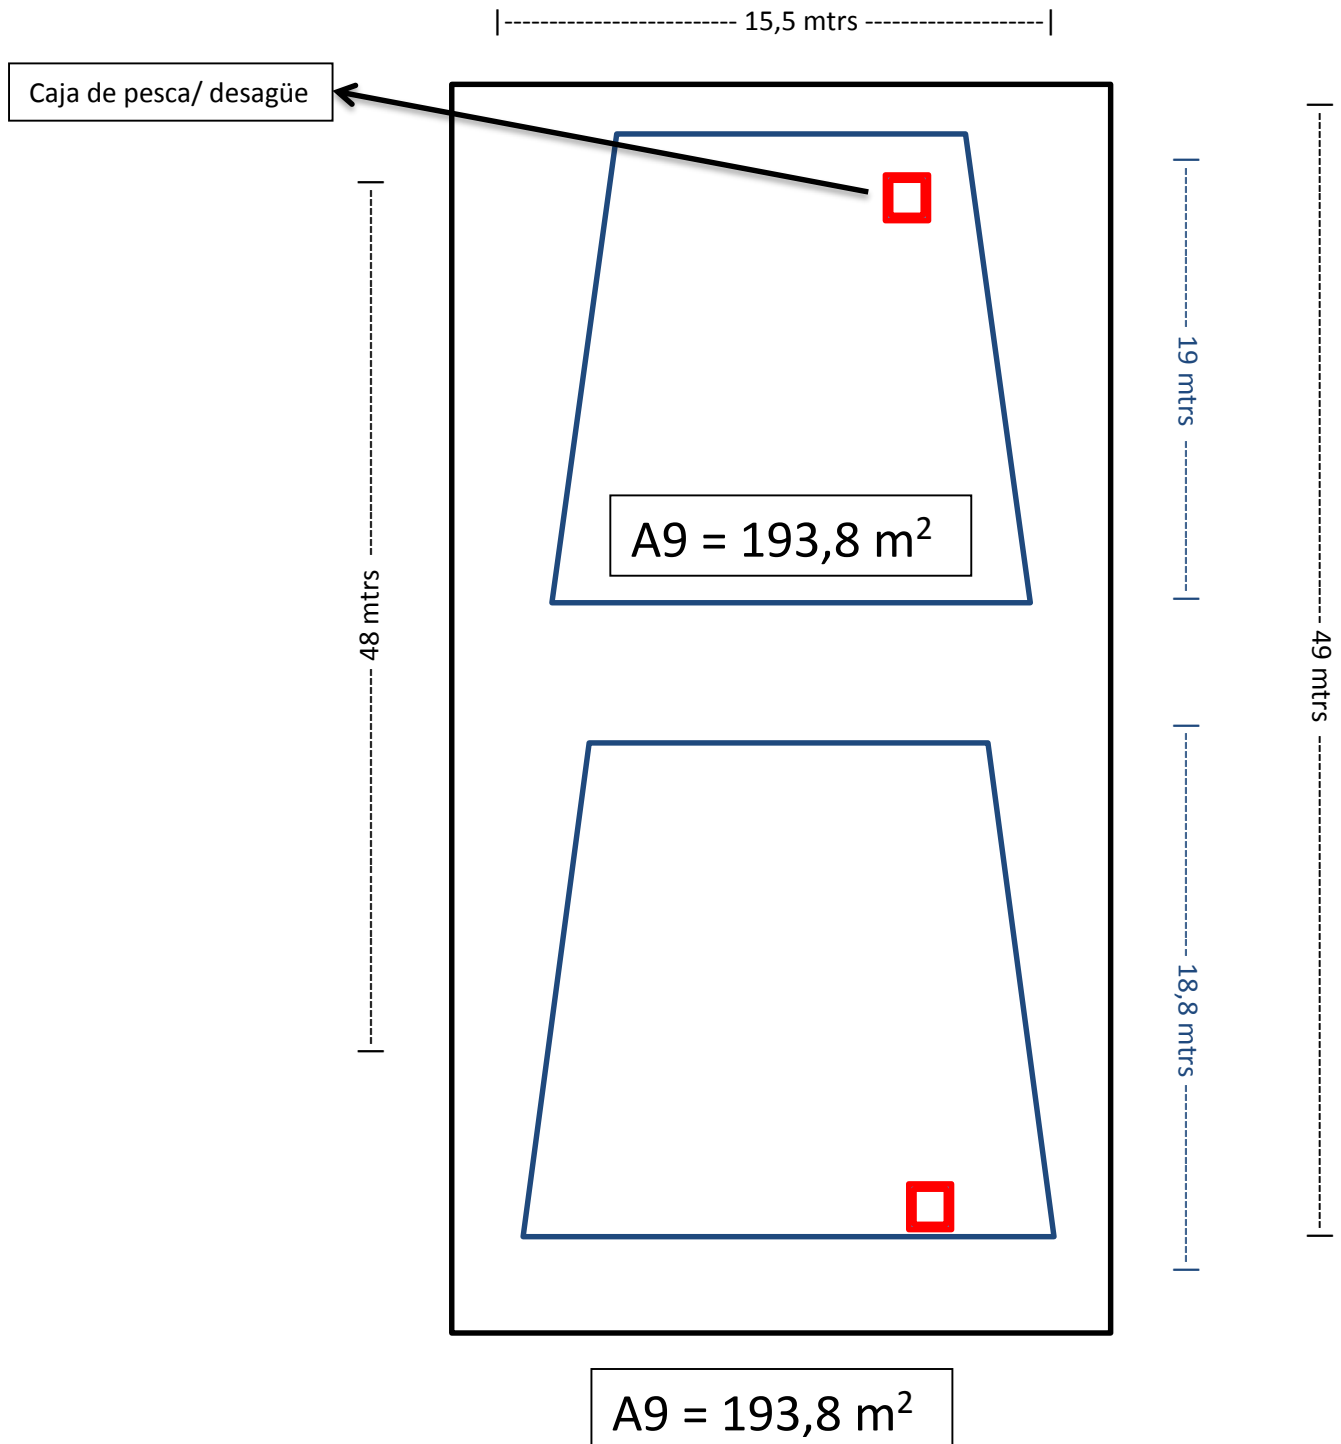 15,5 mtrs
Caja de pesca/ desagüe
19 mtrs
A9 = 193,8 m²
48 mtrs
49 mtrs
18,8 mtrs
A9 = 193,8 m²